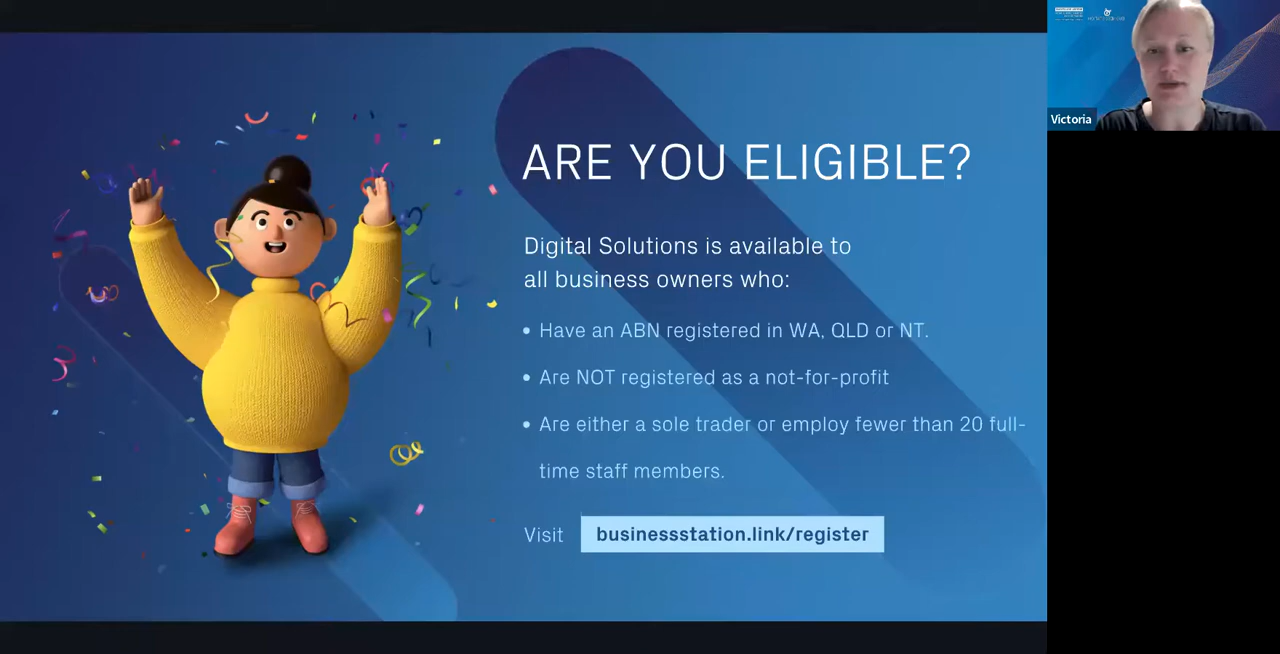 ARE YOU ELIGIBLE?
Digital Solutions is available to
all business owners who:
• Have an ABN registered in WA, QLD or NT.
• Are NOT registered as a not-for-profit
• Are either a sole trader or employ fewer than 20 full-
time staff members.
Visit businessstation.link/register
Victoria